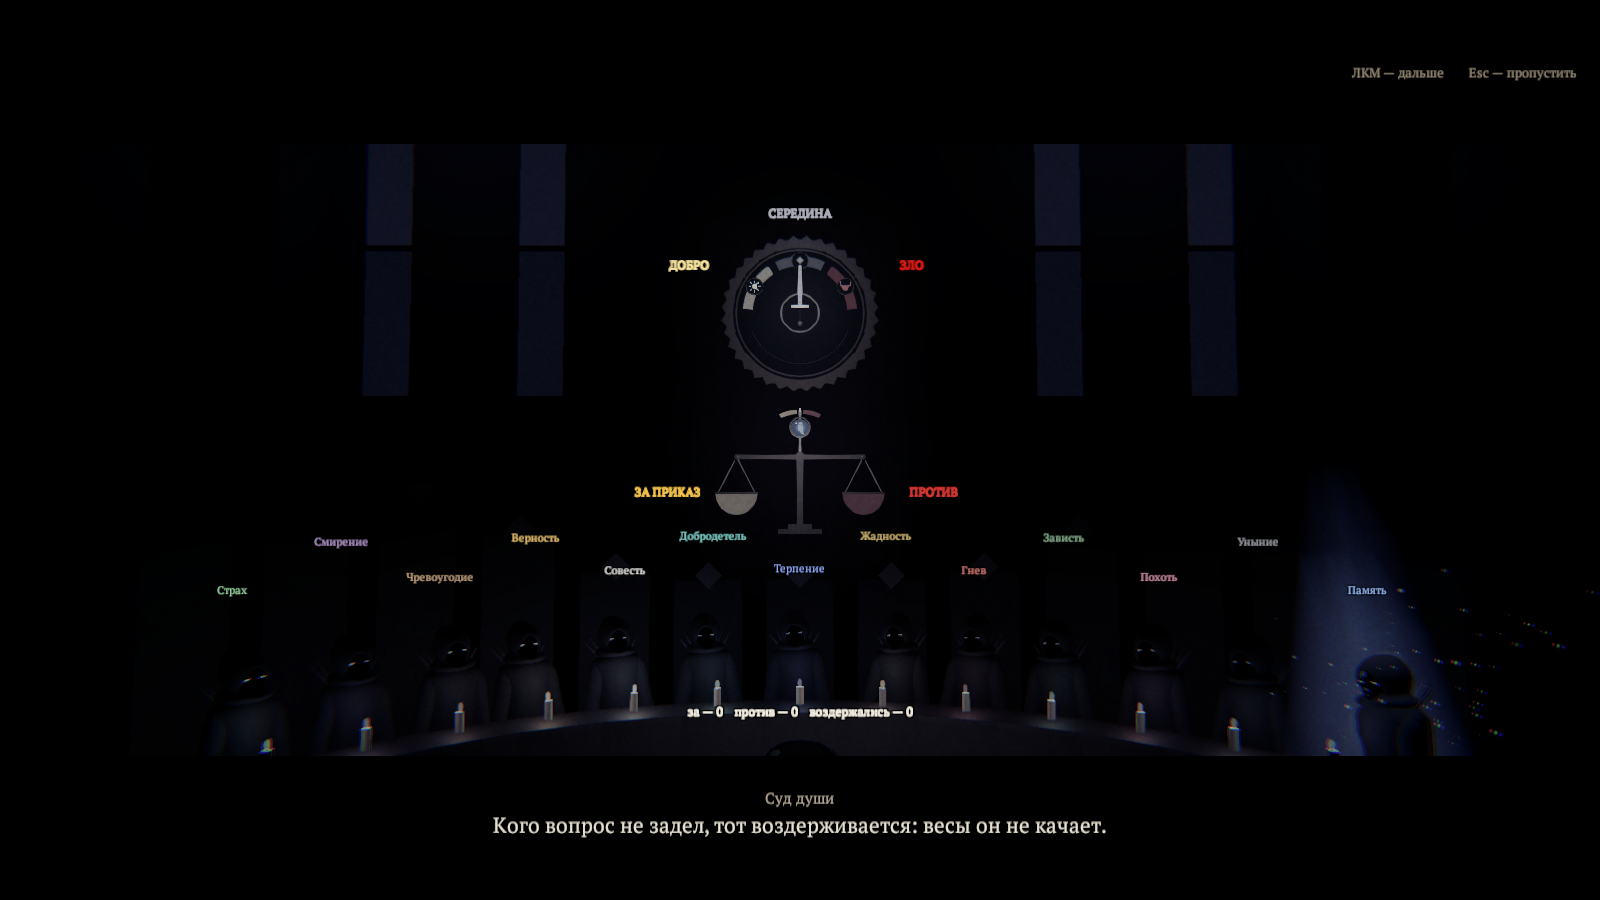 ЛКМ — дальше Esc — пропустить
СЕРЕДИНА
ДОБРО ЗЛО
ЗА ПРИКАЗ ПРОТИВ
Смирение Верность Добродетель Жадность Зависть Уныние
Страх Чревоугодие Совесть Терпение Гнев Похоть Память
за — 0 против — 0 воздержались — 0
Суд души
Кого вопрос не задел, тот воздерживается: весы он не качает.